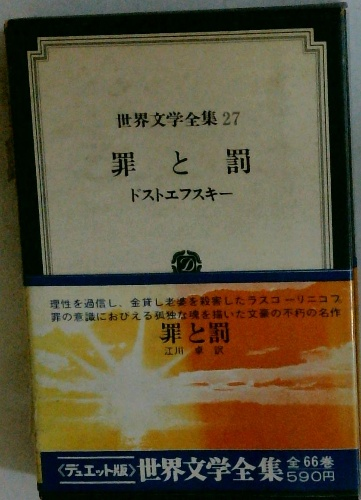 世界文学全集 27
罪と罰
ドストエフスキー
D
理性を過信し、金貸し老婆を殺害したラスコーリニコフ。
罪の意識におびえる孤独な魂を描いた文豪の不朽の名作
罪と罰
江川 卓 訳
〈デュエット版〉世界文学全集 全66巻
590円